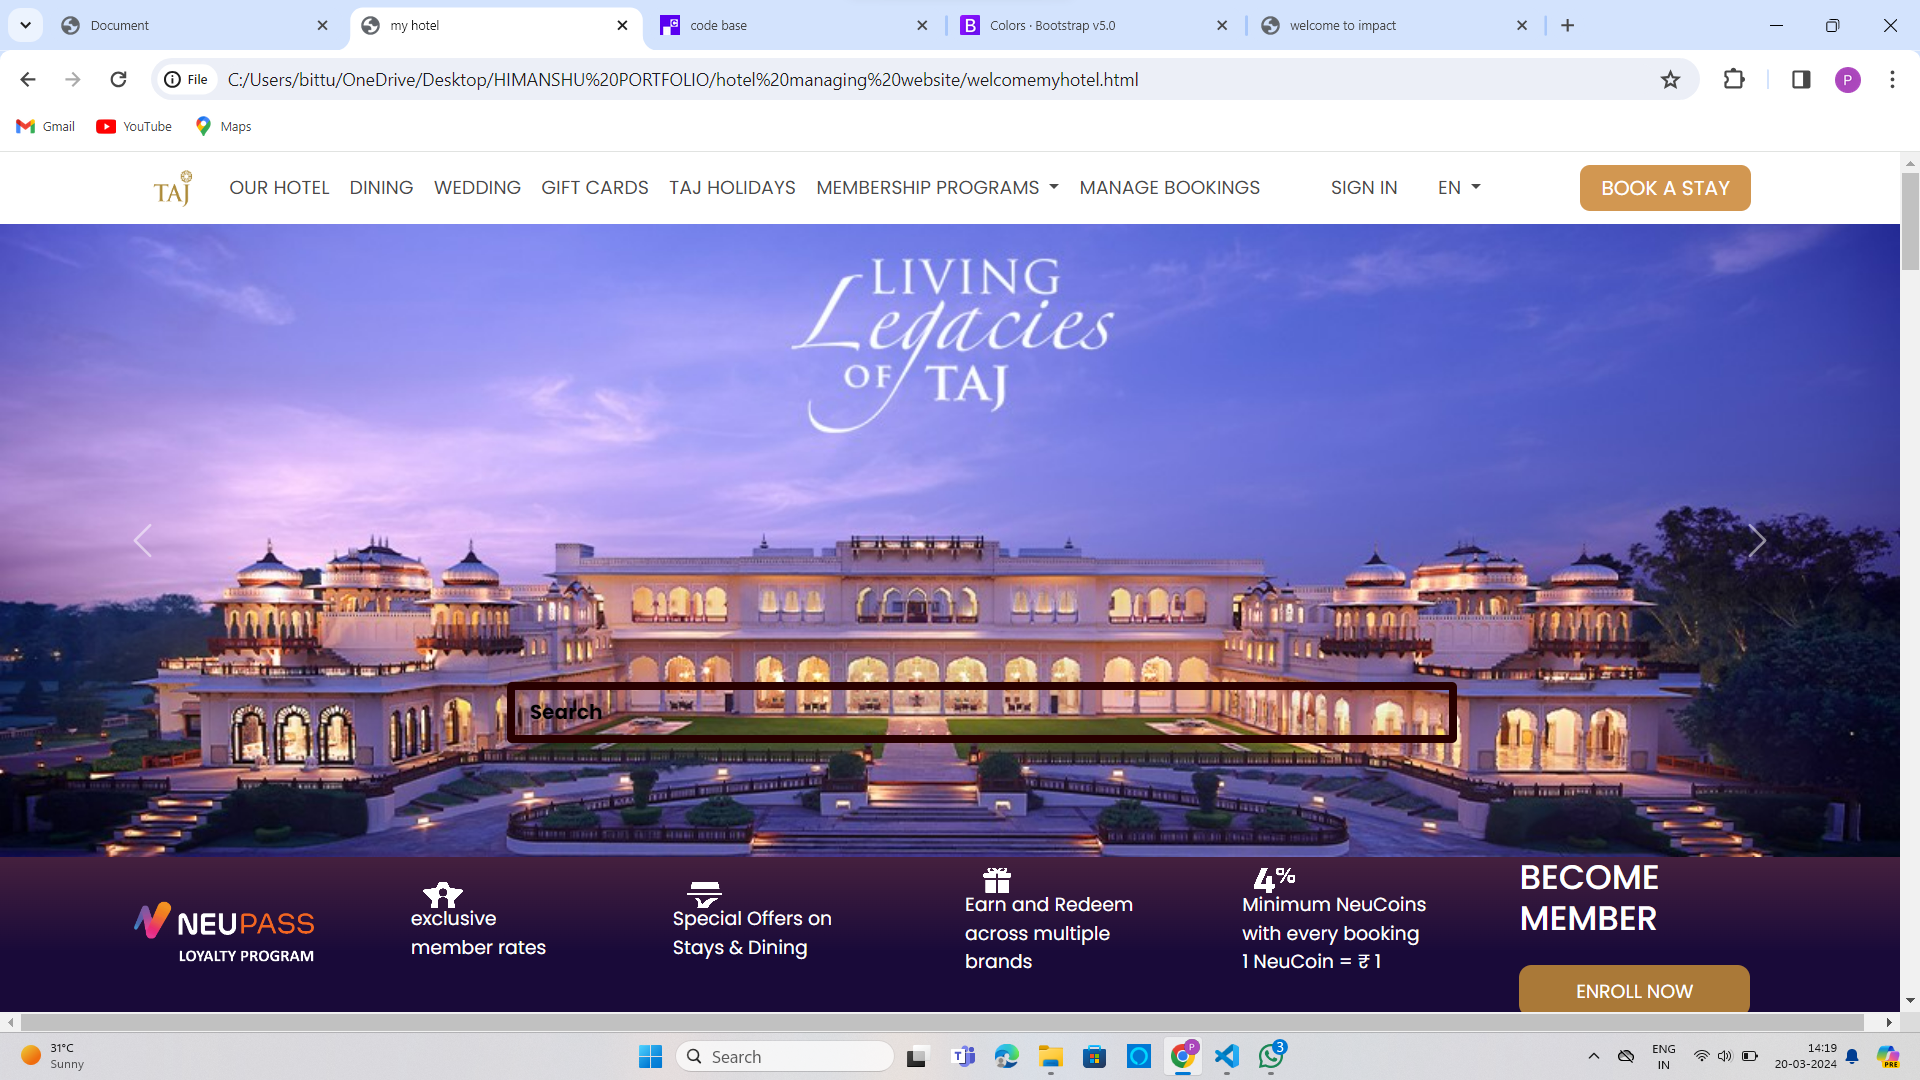 Document
my hotel
code base
B Colors · Bootstrap v5.0
welcome to impact
File
C:/Users/bittu/OneDrive/Desktop/HIMANSHU%20PORTFOLIO/hotel%20managing%20website/welcomemyhotel.html
P
Gmail
YouTube
Maps
TAJ
OUR HOTEL
DINING
WEDDING
GIFT CARDS
TAJ HOLIDAYS
MEMBERSHIP PROGRAMS
MANAGE BOOKINGS
SIGN IN
EN
BOOK A STAY
LIVING
Legacies
OF TAJ
Search
NEUPASS
LOYALTY PROGRAM
exclusive
member rates
Special Offers on
Stays & Dining
Earn and Redeem
across multiple
brands
4%
Minimum NeuCoins
with every booking
1 NeuCoin = ₹ 1
BECOME
MEMBER
ENROLL NOW
31°C
Sunny
Search
P
3
ENG
IN
14:19
20-03-2024
PRE